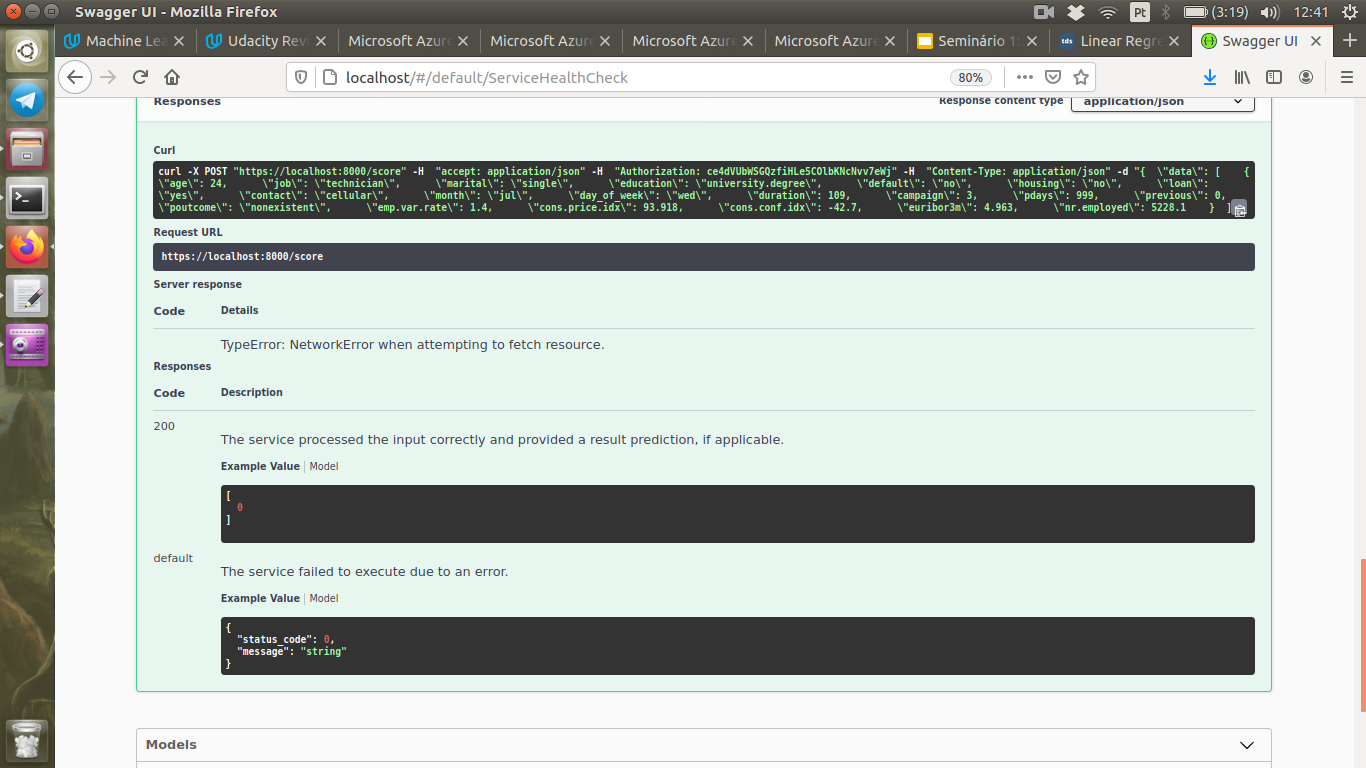 Swagger UI - Mozilla Firefox
Pt (3:19) 12:41
Machine Lea Udacity Revi Microsoft Azure Microsoft Azure Microsoft Azure Microsoft Azure Seminário 1: Linear Regre Swagger UI
localhost/#/default/ServiceHealthCheck 80%
Responses Response content type application/json
Curl
curl -X POST "https://localhost:8000/score" -H "accept: application/json" -H "Authorization: ce4dVUbWSGQzfiHLe5COlbKNcNvv7eWj" -H "Content-Type: application/json" -d "{ \"data\": [ {
\"age\": 24, \"job\": \"technician\", \"marital\": \"single\", \"education\": \"university.degree\", \"default\": \"no\", \"housing\": \"no\", \"loan\":
\"yes\", \"contact\": \"cellular\", \"month\": \"jul\", \"day_of_week\": \"wed\", \"duration\": 109, \"campaign\": 3, \"pdays\": 999, \"previous\": 0,
\"poutcome\": \"nonexistent\", \"emp.var.rate\": 1.4, \"cons.price.idx\": 93.918, \"cons.conf.idx\": -42.7, \"euribor3m\": 4.963, \"nr.employed\": 5228.1 } ]
Request URL
https://localhost:8000/score
Server response
Code Details
TypeError: NetworkError when attempting to fetch resource.
Responses
Code Description
200
The service processed the input correctly and provided a result prediction, if applicable.
Example Value | Model
[
0
]
default
The service failed to execute due to an error.
Example Value | Model
{
"status_code": 0,
"message": "string"
}
Models